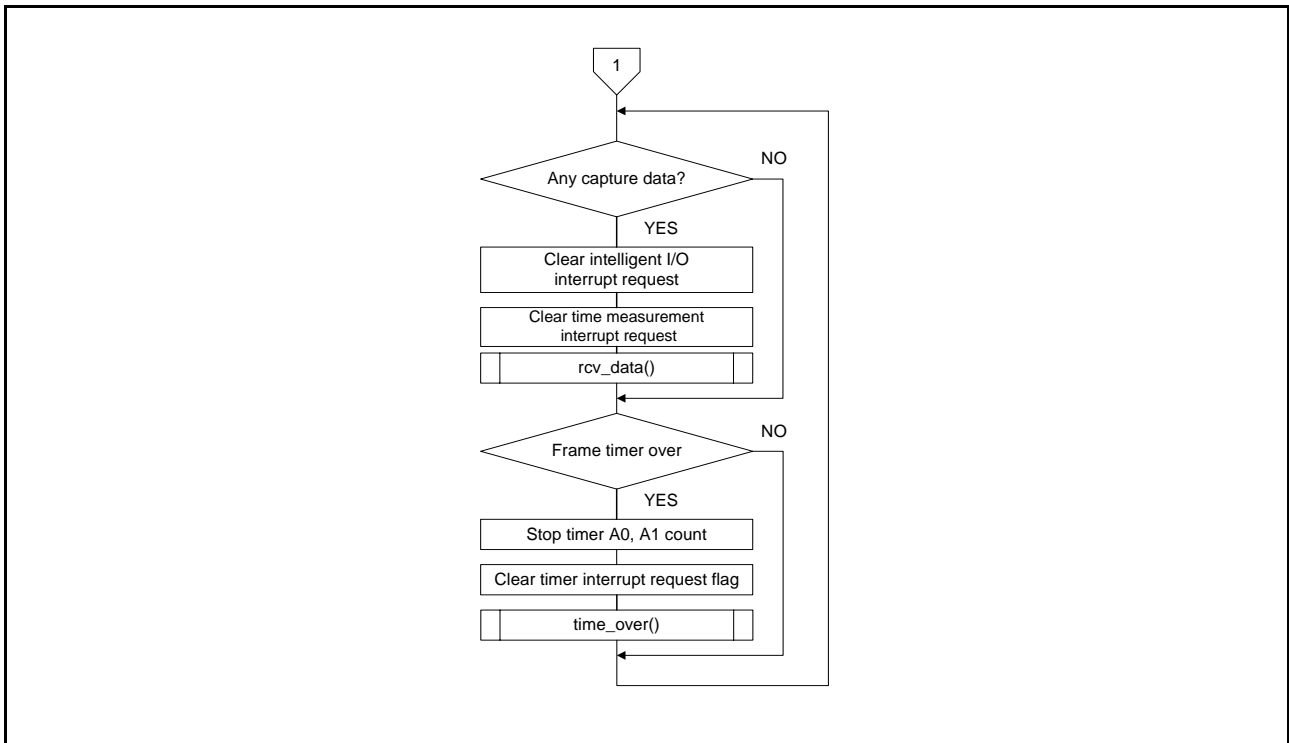 1
Any capture data?
NO
YES
Clear intelligent I/O
interrupt request
Clear time measurement
interrupt request
rcv_data()
Frame timer over
NO
YES
Stop timer A0, A1 count
Clear timer interrupt request flag
time_over()